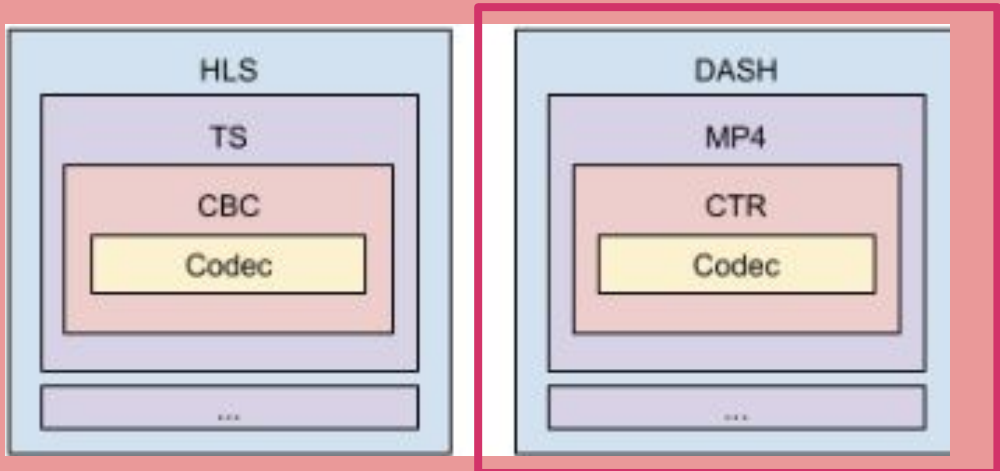 HLS
TS
CBC
Codec
...
DASH
MP4
CTR
Codec
...